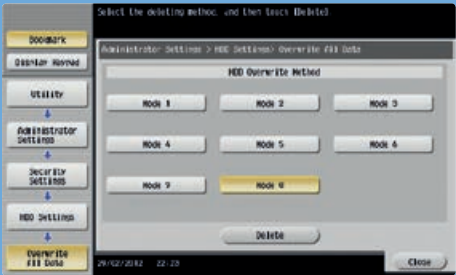 Select the deleting method, and then touch [Delete].
Bookmark
Display Keypad
Administrator Settings > HDD Settings> Overwrite All Data
HDD Overwrite Method
Utility
Mode 1
Mode 2
Mode 3
Administrator
Settings
Mode 4
Mode 5
Mode 6
Security
Settings
Mode 7
Mode 8
HDD Settings
Delete
Overwrite
All Data
22:23
Close